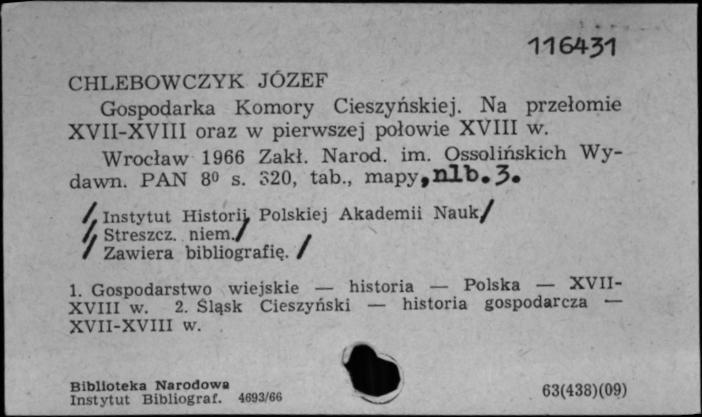 116431
CHLEBOWCZYK JÓZEF
Gospodarka Komory Cieszyńskiej. Na przełomie
XVII-XVIII oraz w pierwszej połowie XVIII w.
Wrocław 1966 Zakł. Narod. im. Ossolińskich Wy-
dawn. PAN 8⁰ s. 320, tab., mapy, nlb. 3.
/Instytut Historii Polskiej Akademii Nauk/
/Streszcz. niem./
/Zawiera bibliografię./
1. Gospodarstwo wiejskie — historia — Polska — XVII-
XVIII w. 2. Śląsk Cieszyński — historia gospodarcza —
XVII-XVIII w.
Biblioteka Narodowa
Instytut Bibliograf. 4693/66
63(438)(09)